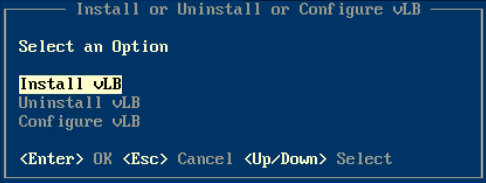 Install or Uninstall or Configure vLB
Select an Option
Install vLB
Uninstall vLB
Configure vLB
<Enter> OK <Esc> Cancel <Up/Down> Select